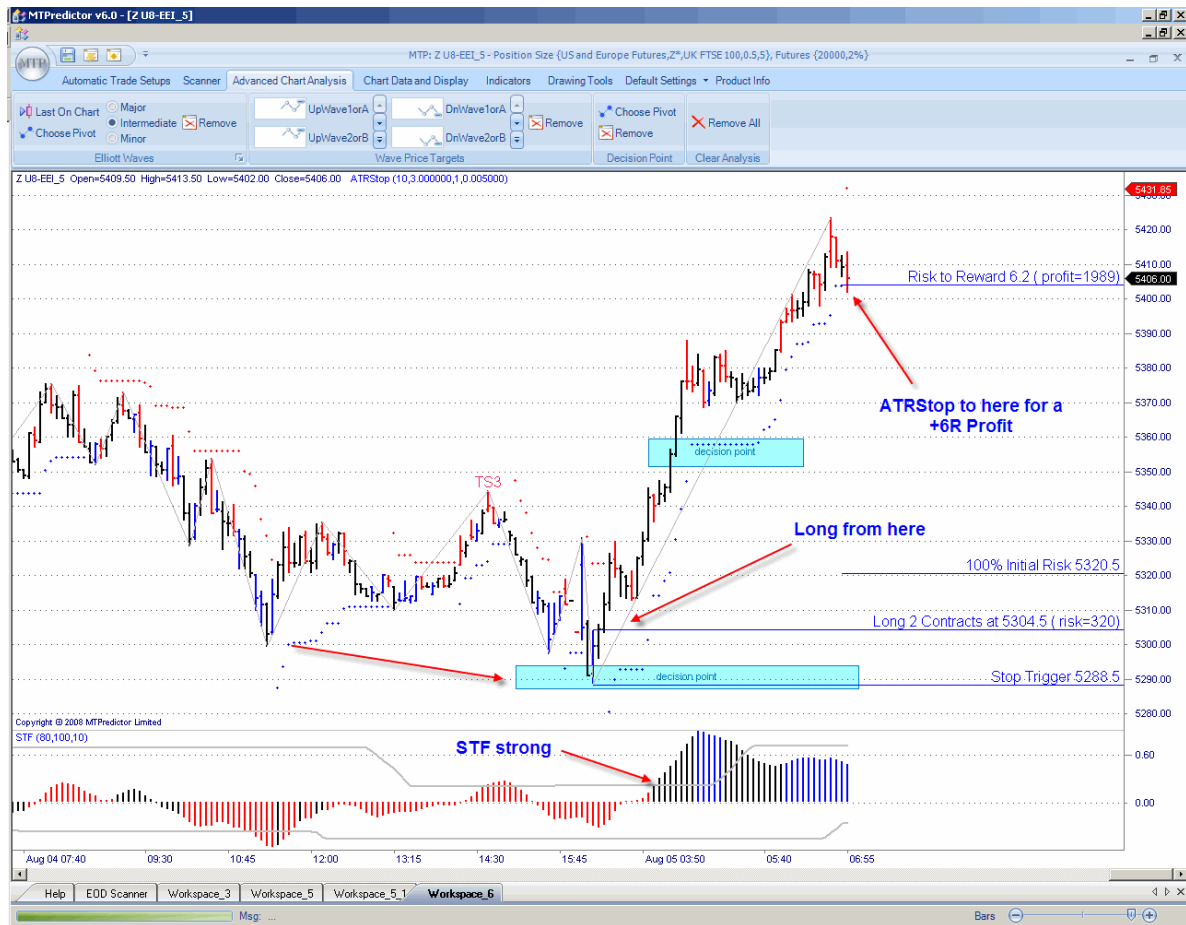 MTPredictor v6.0 - [Z U8-EEI_5]
MTP: Z U8-EEI_5 - Position Size {US and Europe Futures,Z*,UK FTSE 100,0.5,5}, Futures {20000,2%}
MTP
Automatic Trade Setups Scanner Advanced Chart Analysis Chart Data and Display Indicators Drawing Tools Default Settings Product Info
Last On Chart Major UpWave1orA DnWave1orA Choose Pivot
Intermediate Remove Remove Remove All
Choose Pivot Minor UpWave2orB DnWave2orB Remove
Elliott Waves Wave Price Targets Decision Point Clear Analysis
Z U8-EEI_5 Open=5409.50 High=5413.50 Low=5402.00 Close=5406.00 ATRStop (10,3.000000,1,0.005000)
5431.85
5430.00
5420.00
5410.00
Risk to Reward 6.2 ( profit=1989)
5406.00
5400.00
5390.00
5380.00
ATRStop to here for a
+6R Profit
5370.00
5360.00
decision point
5350.00
TS3
5340.00
Long from here
5330.00
100% Initial Risk 5320.5
5320.00
5310.00
Long 2 Contracts at 5304.5 ( risk=320)
5300.00
decision point
Stop Trigger 5288.5
5290.00
5280.00
Copyright © 2008 MTPredictor Limited
STF (80,100,10)
STF strong
0.60
0.00
Aug 04 07:40 09:30 10:45 12:00 13:15 14:30 15:45 Aug 05 03:50 05:40 06:55
Help EOD Scanner Workspace_3 Workspace_5 Workspace_5_1 Workspace_6
Msg: ... Bars